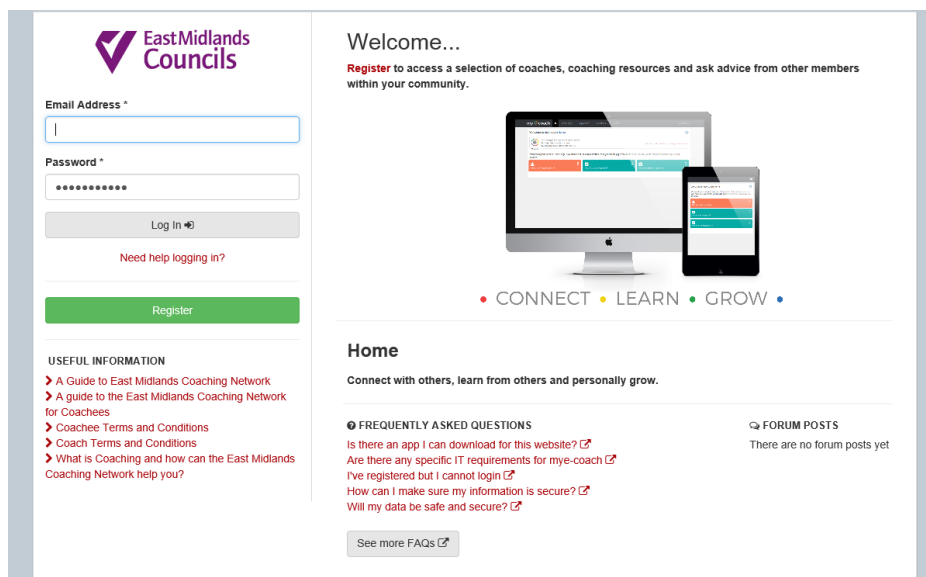 East Midlands
Councils
Email Address *
Password *
Log In
Need help logging in?
Register
USEFUL INFORMATION
A Guide to East Midlands Coaching Network
A guide to the East Midlands Coaching Network
for Coachees
Coachee Terms and Conditions
Coach Terms and Conditions
What is Coaching and how can the East Midlands
Coaching Network help you?
Welcome...
Register to access a selection of coaches, coaching resources and ask advice from other members
within your community.
• CONNECT • LEARN • GROW •
Home
Connect with others, learn from others and personally grow.
FREQUENTLY ASKED QUESTIONS
Is there an app I can download for this website?
Are there any specific IT requirements for mye-coach
I've registered but I cannot login
How can I make sure my information is secure?
Will my data be safe and secure?
See more FAQs
FORUM POSTS
There are no forum posts yet